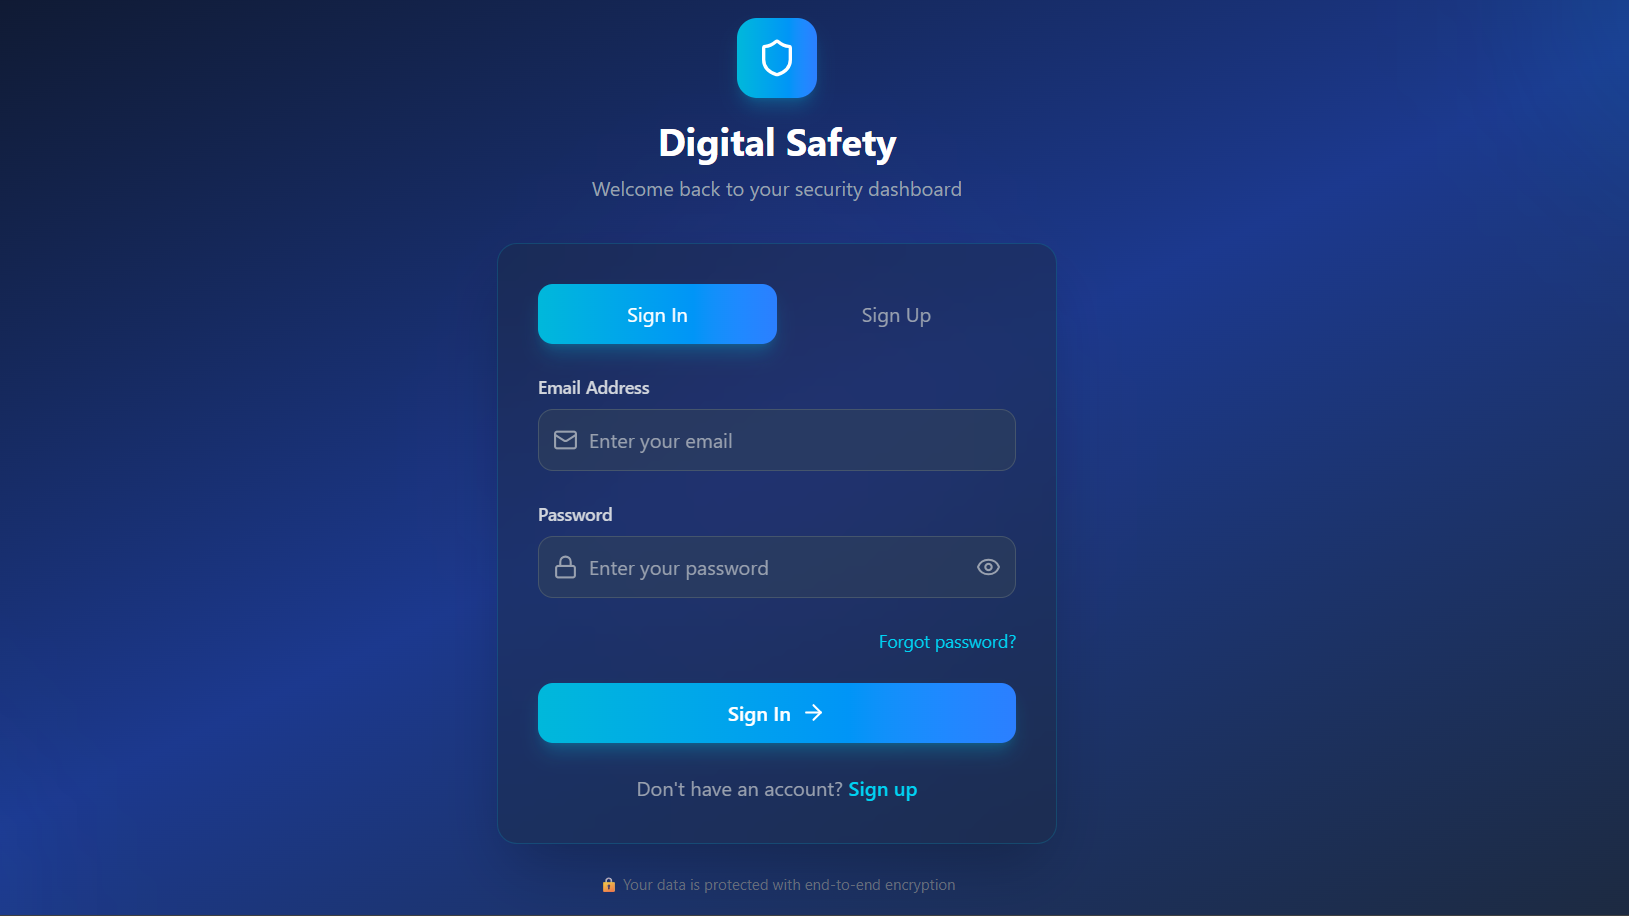 Digital Safety
Welcome back to your security dashboard
Sign In
Sign Up
Email Address
Enter your email
Password
Enter your password
Forgot password?
Sign In
Don't have an account? Sign up
Your data is protected with end-to-end encryption